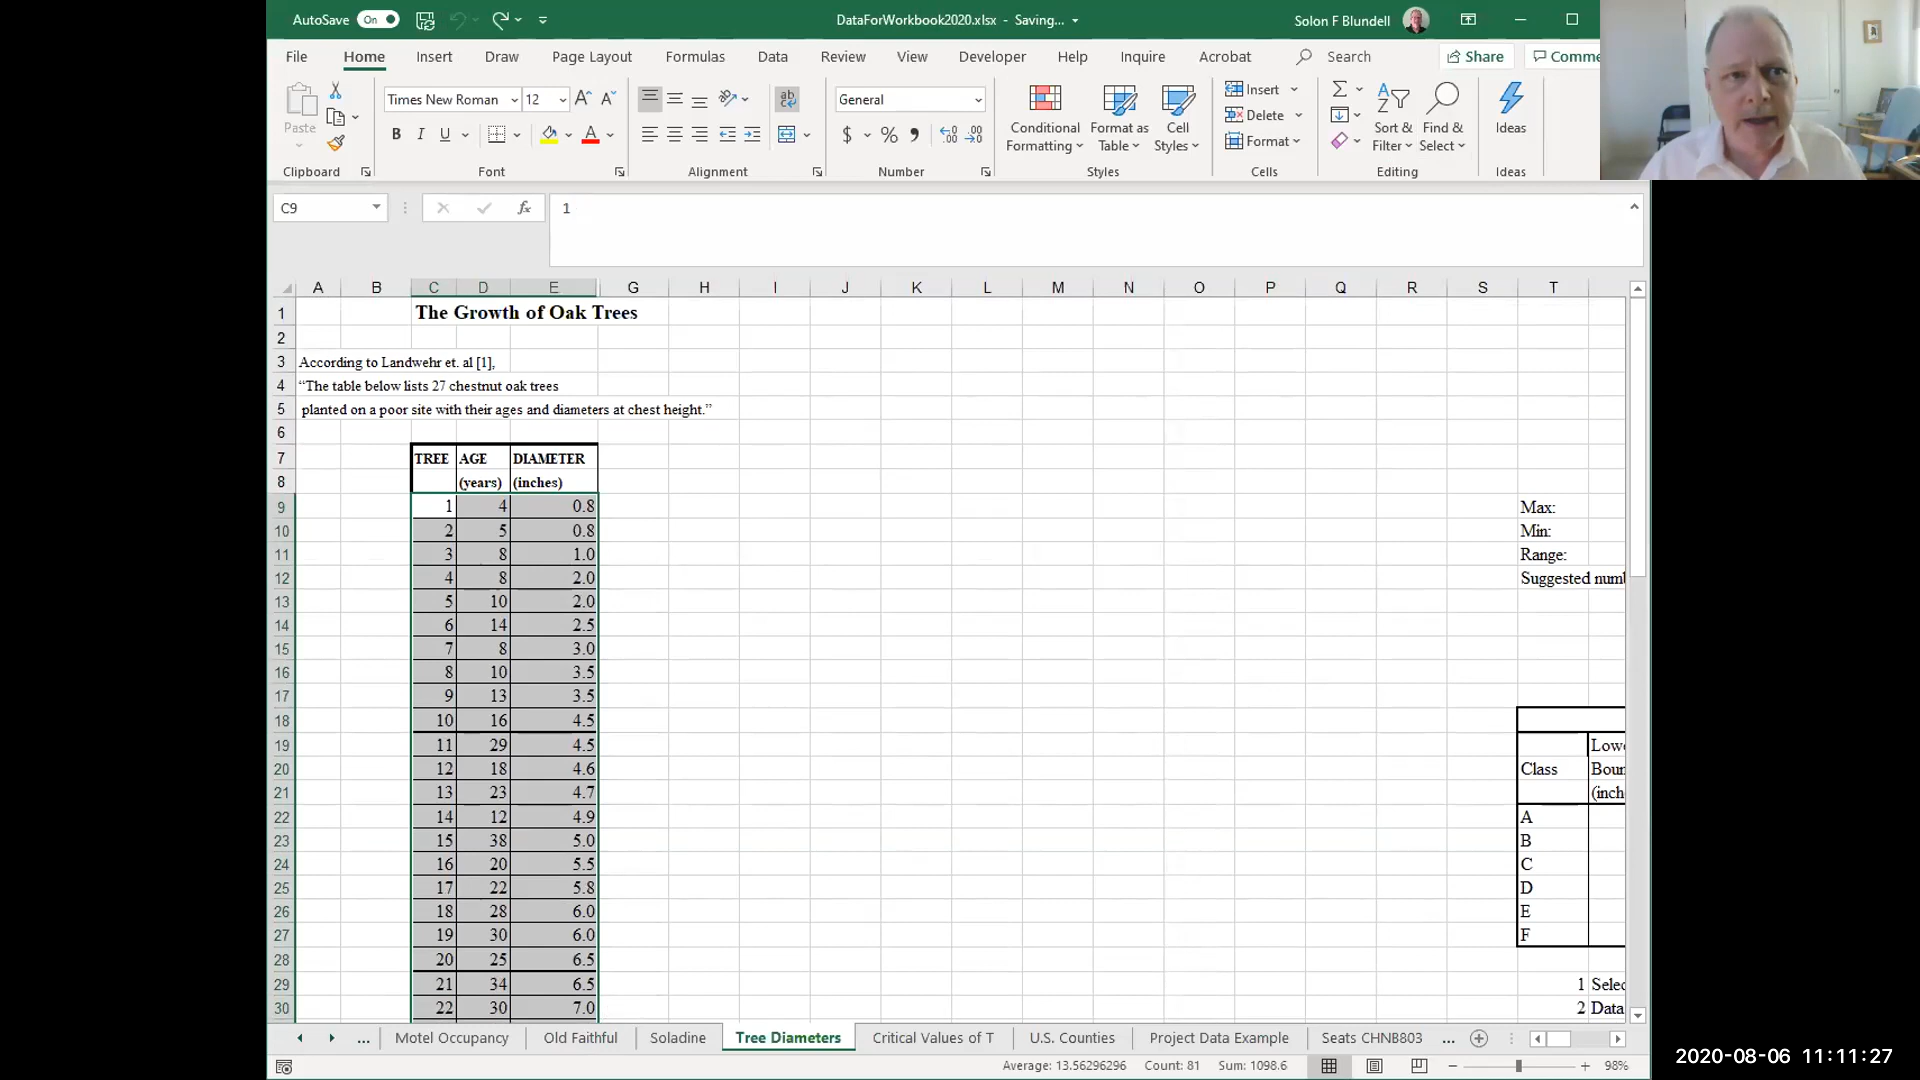 AutoSave On DataForWorkbook2020.xlsx - Saving... Solon F Blundell
File Home Insert Draw Page Layout Formulas Data Review View Developer Help Inquire Acrobat Search Share Comme
Paste Times New Roman 12 A A ab General Conditional Formatting Format as Table Cell Styles Insert Delete Format Sort & Filter Find & Select Ideas
B I U A $ % ,
Clipboard Font Alignment Number Styles Cells Editing Ideas
C9 fx 1
A B C D E G H I J K L M N O P Q R S T
1 The Growth of Oak Trees
2
3 According to Landwehr et. al [1],
4 “The table below lists 27 chestnut oak trees
5 planted on a poor site with their ages and diameters at chest height.”
6
7 TREE AGE DIAMETER
8 (years) (inches)
9 1 4 0.8 Max:
10 2 5 0.8 Min:
11 3 8 1.0 Range:
12 4 8 2.0 Suggested num
13 5 10 2.0
14 6 14 2.5
15 7 8 3.0
16 8 10 3.5
17 9 13 3.5
18 10 16 4.5
19 11 29 4.5 Low
20 12 18 4.6 Class Boun
21 13 23 4.7 (inch
22 14 12 4.9 A
23 15 38 5.0 B
24 16 20 5.5 C
25 17 22 5.8 D
26 18 28 6.0 E
27 19 30 6.0 F
28 20 25 6.5
29 21 34 6.5 1 Selec
30 22 30 7.0 2 Data
... Motel Occupancy Old Faithful Soladine Tree Diameters Critical Values of T U.S. Counties Project Data Example Seats CHNB803 ...
Average: 13.56296296 Count: 81 Sum: 1098.6 98%
2020-08-06 11:11:27